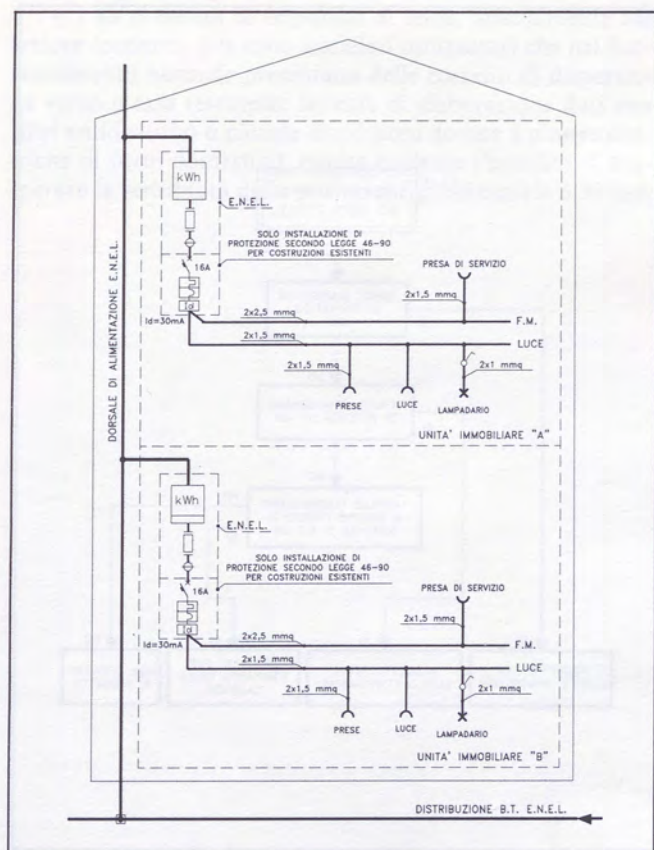 DORSALE DI ALIMENTAZIONE E.N.E.L.
kWh
E.N.E.L.
SOLO INSTALLAZIONE DI
PROTEZIONE SECONDO LEGGE 46-90
PER COSTRUZIONI ESISTENTI
16A
Id
Id=30mA
PRESA DI SERVIZIO
2x1,5 mmq
2x2,5 mmq
F.M.
2x1,5 mmq
LUCE
2x1,5 mmq
2x1 mmq
PRESE
LUCE
LAMPADARIO
UNITA' IMMOBILIARE "A"
kWh
E.N.E.L.
SOLO INSTALLAZIONE DI
PROTEZIONE SECONDO LEGGE 46-90
PER COSTRUZIONI ESISTENTI
16A
Id
Id=30mA
PRESA DI SERVIZIO
2x1,5 mmq
2x2,5 mmq
F.M.
2x1,5 mmq
LUCE
2x1,5 mmq
2x1 mmq
PRESE
LUCE
LAMPADARIO
UNITA' IMMOBILIARE "B"
DISTRIBUZIONE B.T. E.N.E.L.